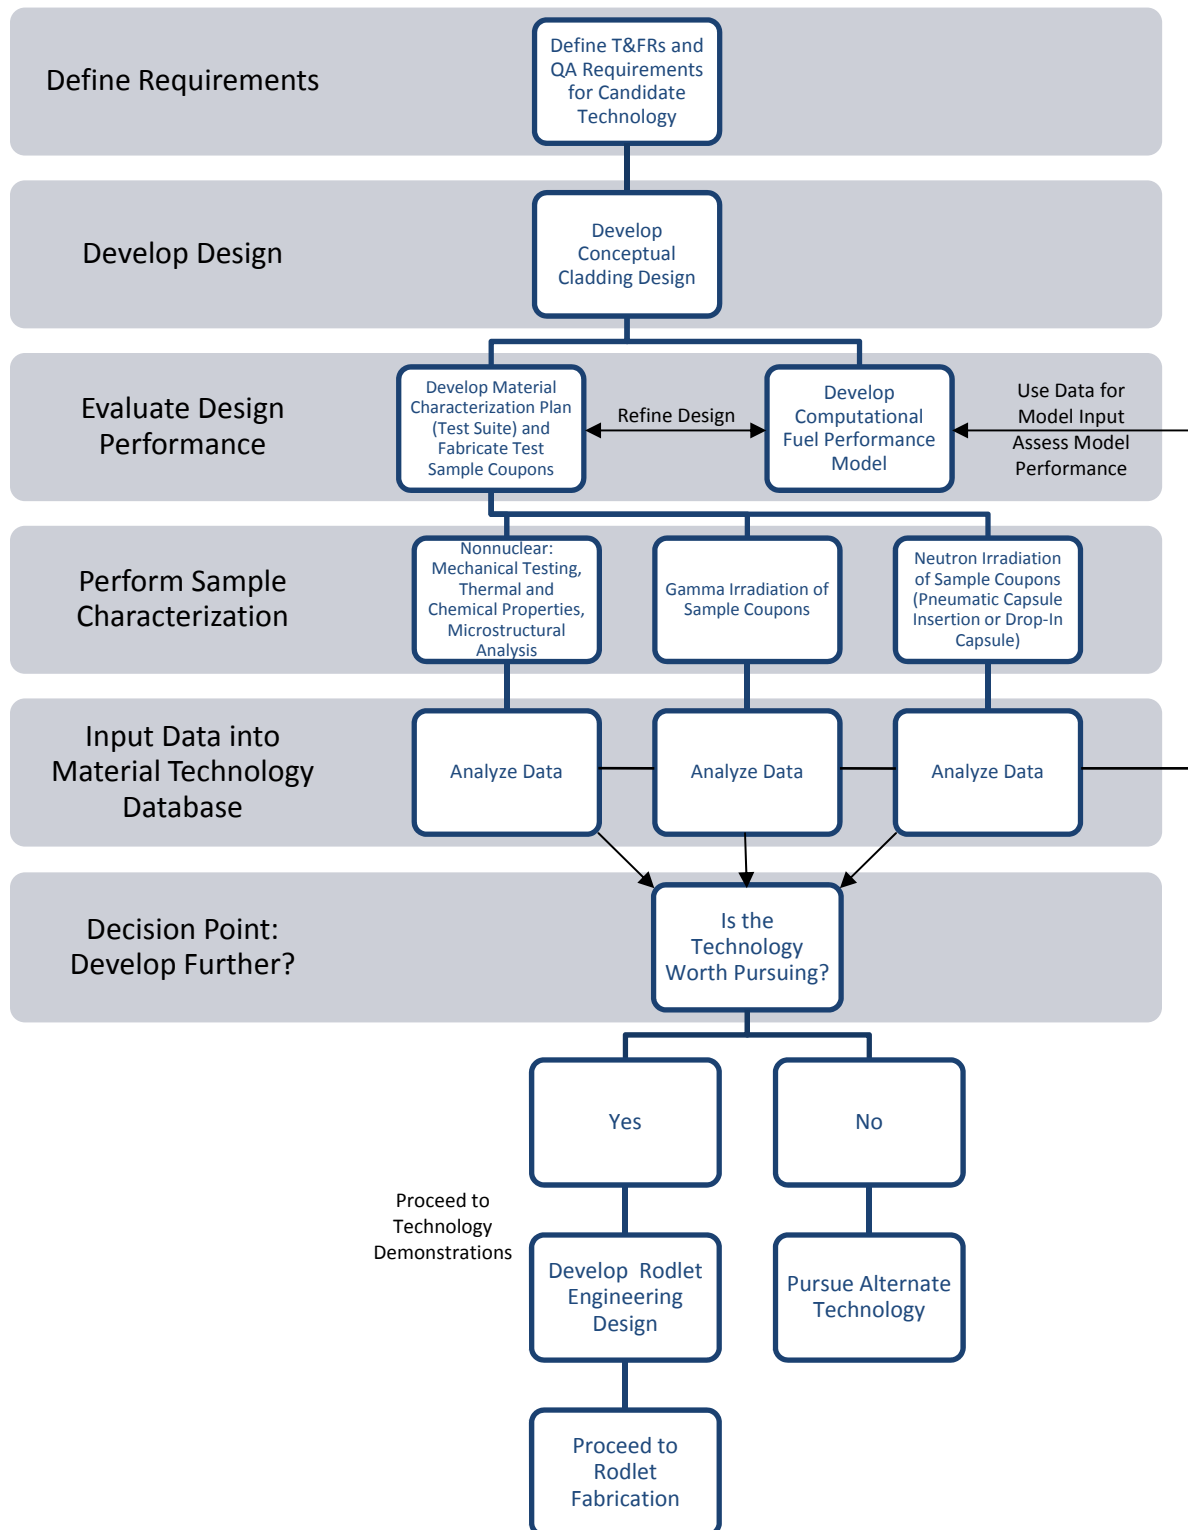 Define Requirements
Define T&FRs and
QA Requirements
for Candidate
Technology
Develop Design
Develop
Conceptual
Cladding Design
Evaluate Design
Performance
Develop Material
Characterization Plan
(Test Suite) and
Fabricate Test
Sample Coupons
Refine Design
Develop
Computational
Fuel Performance
Model
Use Data for
Model Input
Assess Model
Performance
Perform Sample
Characterization
Nonnuclear:
Mechanical Testing,
Thermal and
Chemical Properties,
Microstructural
Analysis
Gamma Irradiation of
Sample Coupons
Neutron Irradiation
of Sample Coupons
(Pneumatic Capsule
Insertion or Drop-In
Capsule)
Input Data into
Material Technology
Database
Analyze Data
Analyze Data
Analyze Data
Decision Point:
Develop Further?
Is the
Technology
Worth Pursuing?
Yes
No
Proceed to
Technology
Demonstrations
Develop Rodlet
Engineering
Design
Pursue Alternate
Technology
Proceed to
Rodlet
Fabrication